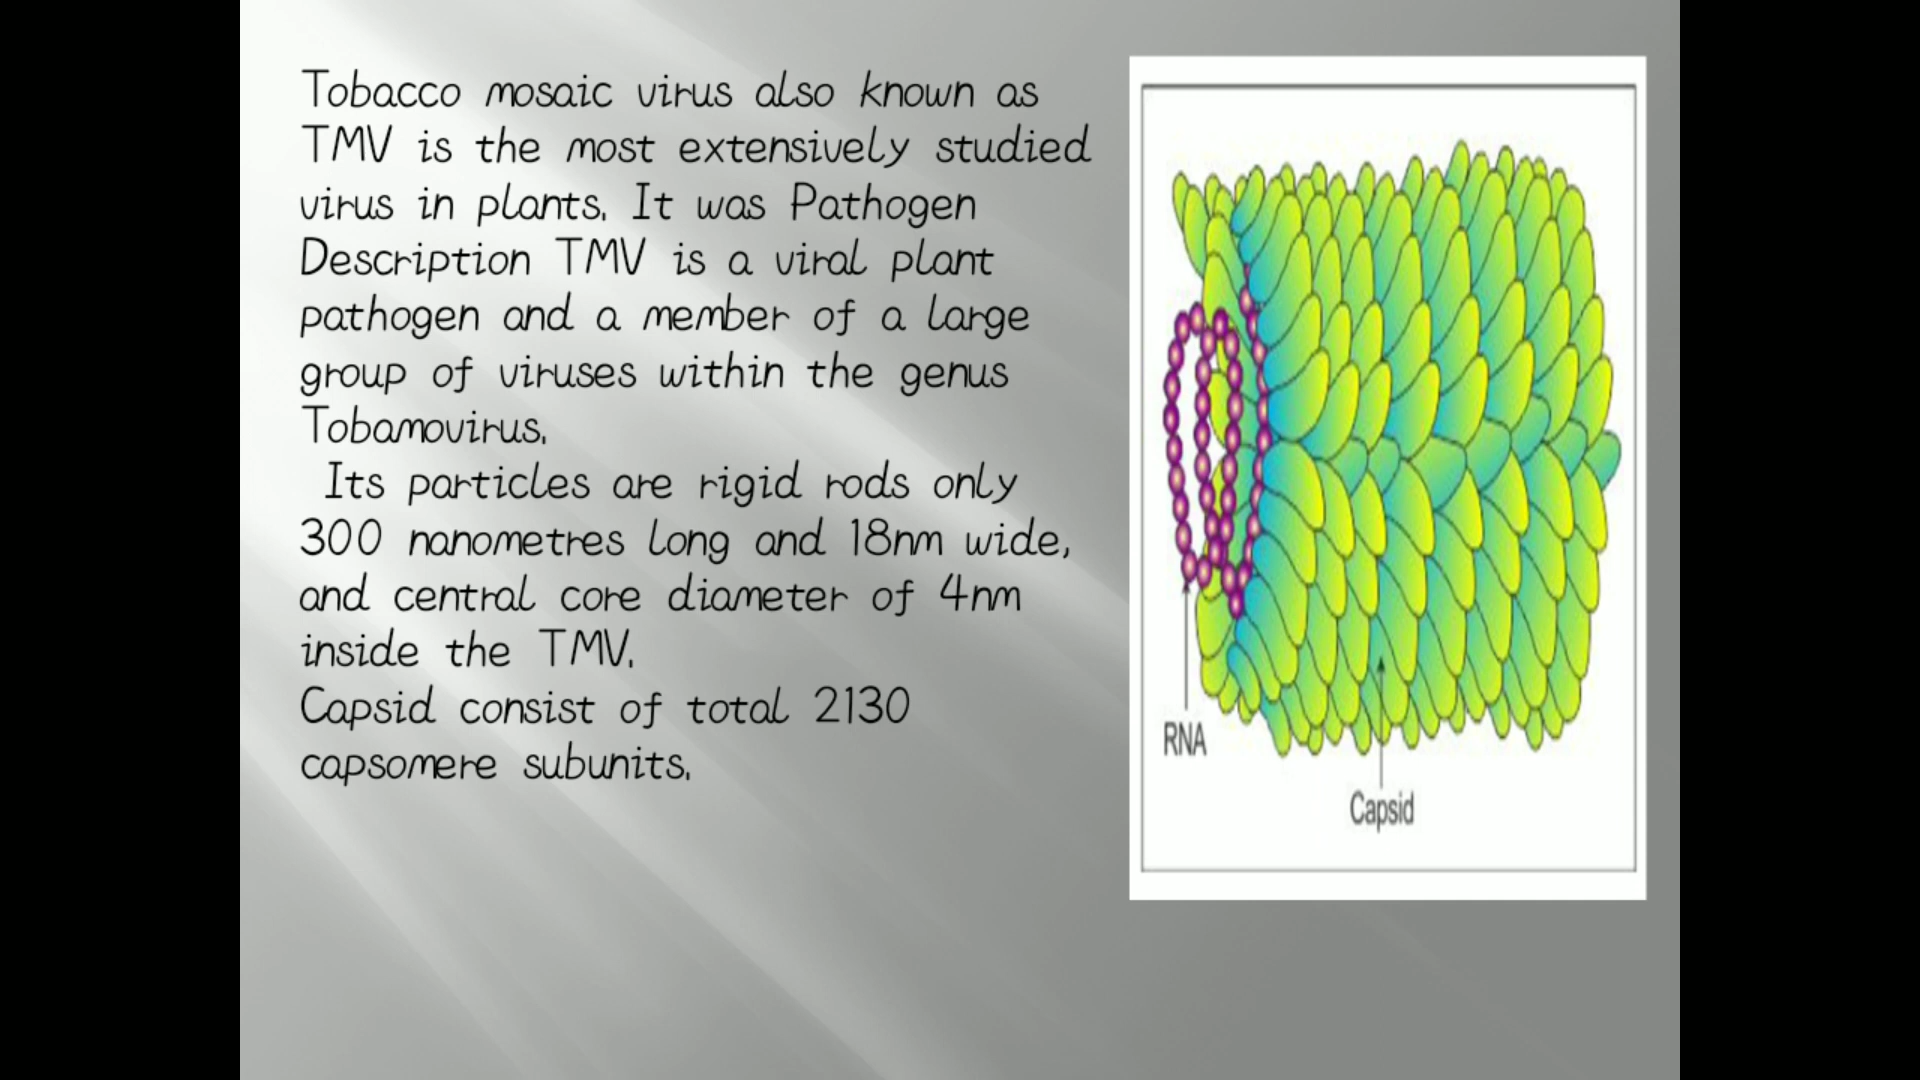 Tobacco mosaic virus also known as
TMV is the most extensively studied
virus in plants. It was Pathogen
Description TMV is a viral plant
pathogen and a member of a large
group of viruses within the genus
Tobamovirus.
Its particles are rigid rods only
300 nanometres long and 18nm wide,
and central core diameter of 4nm
inside the TMV.
Capsid consist of total 2130
capsomere subunits.
RNA
Capsid